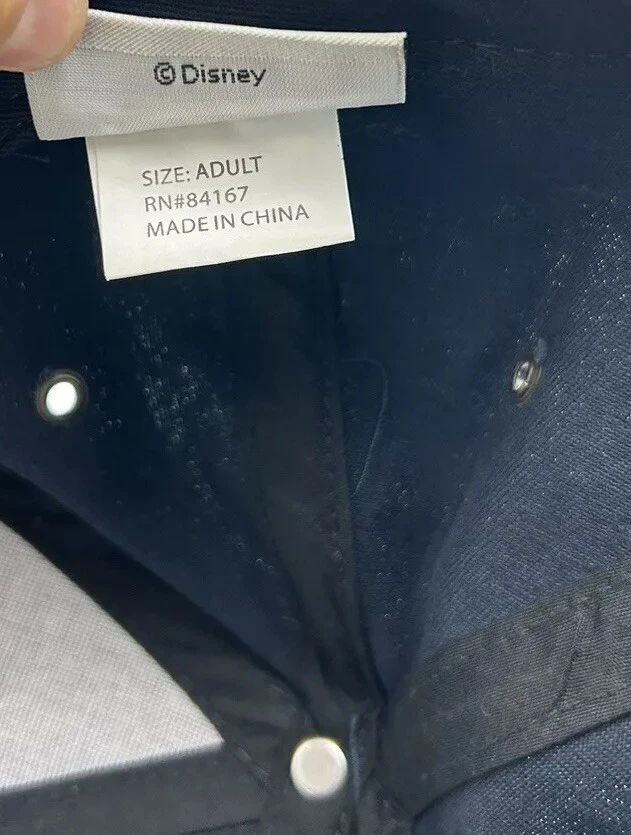 © Disney
SIZE: ADULT
RN#84167
MADE IN CHINA